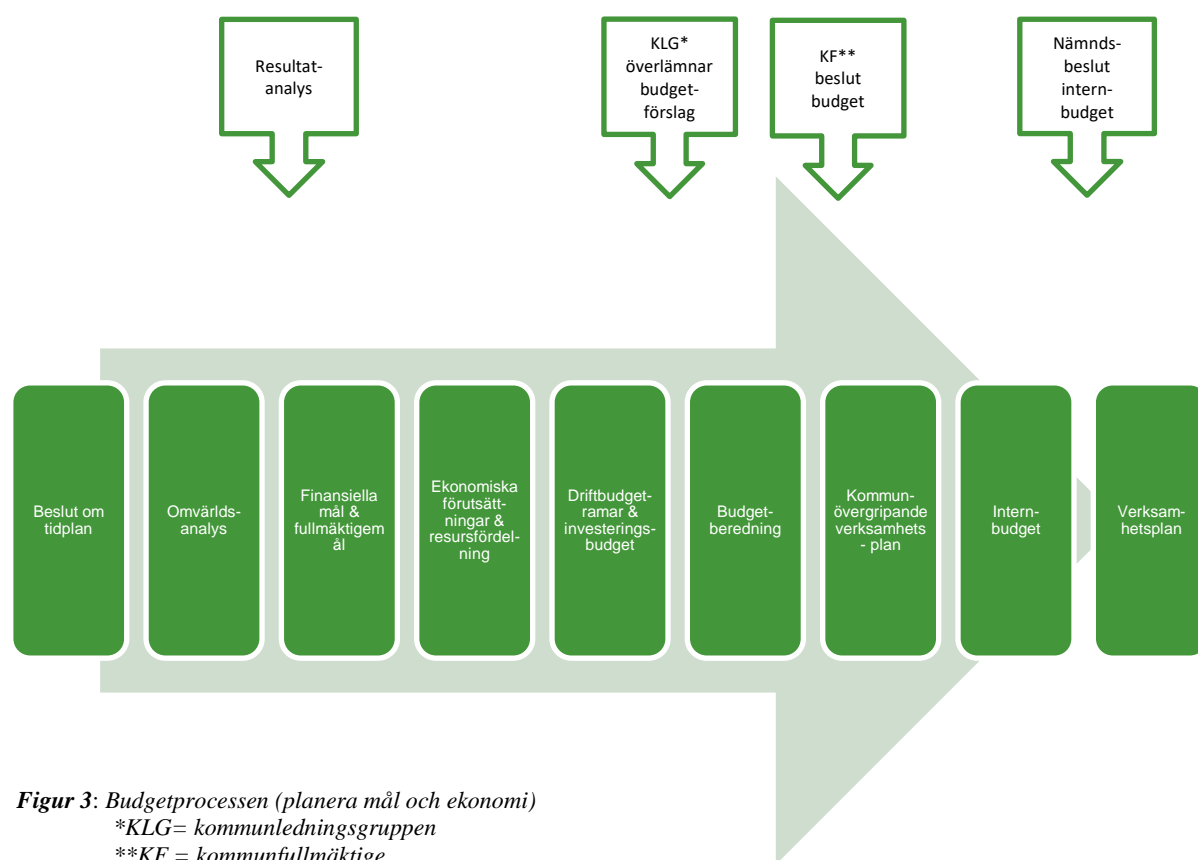 Resultat-
analys
KLG*
överlämnar
budget-
förslag
KF**
beslut
budget
Nämnds-
beslut
intern-
budget
Beslut om
tidplan
Omvärlds-
analys
Finansiella
mål &
fullmäktigem
ål
Ekonomiska
förutsätt-
ningar &
resursfördel-
ning
Driftbudget-
ramar &
investerings-
budget
Budget-
beredning
Kommun-
övergripande
verksamhets
- plan
Intern-
budget
Verksam-
hetsplan
Figur 3: Budgetprocessen (planera mål och ekonomi)
*KLG= kommunledningsgruppen
**KF = kommunfullmäktige